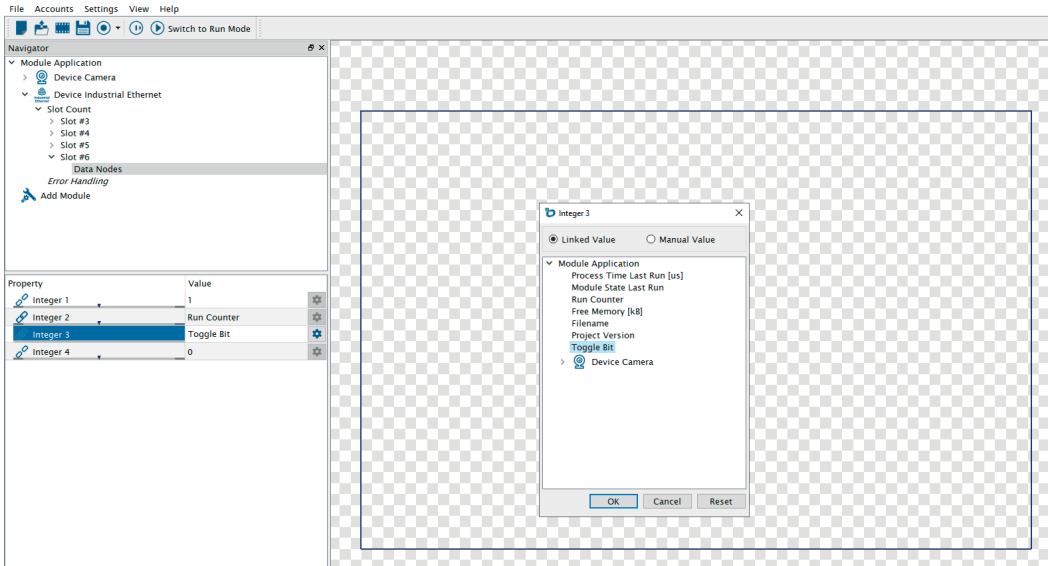 File Accounts Settings View Help
Switch to Run Mode
Navigator
Module Application
Device Camera
Industrial Ethernet
Device Industrial Ethernet
Slot Count
Slot #3
Slot #4
Slot #5
Slot #6
Data Nodes
Error Handling
Add Module
Property Value
Integer 1 1
Integer 2 Run Counter
Integer 3 Toggle Bit
Integer 4 0
Integer 3
Linked Value Manual Value
Module Application
Process Time Last Run [us]
Module State Last Run
Run Counter
Free Memory [kB]
Filename
Project Version
Toggle Bit
Device Camera
OK Cancel Reset